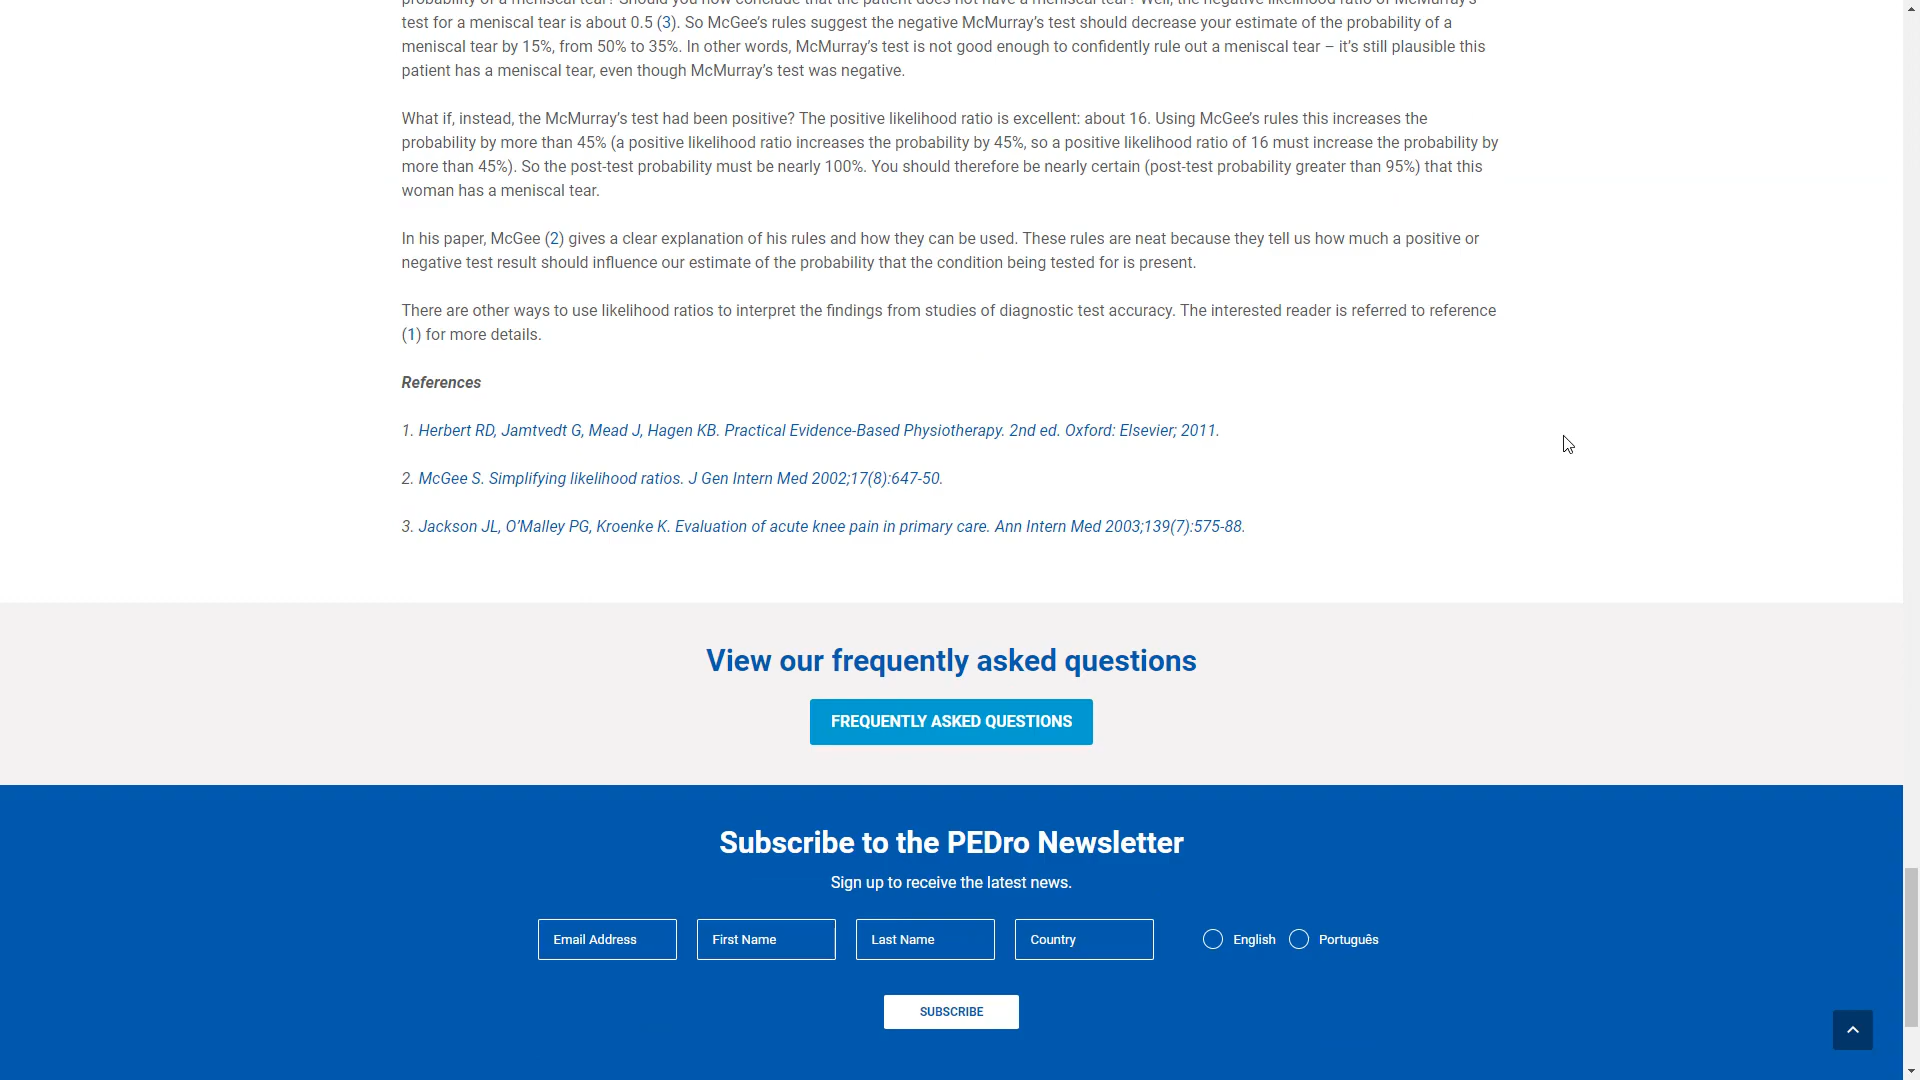 test for a meniscal tear is about 0.5 (3). So McGee’s rules suggest the negative McMurray’s test should decrease your estimate of the probability of a
meniscal tear by 15%, from 50% to 35%. In other words, McMurray’s test is not good enough to confidently rule out a meniscal tear – it’s still plausible this
patient has a meniscal tear, even though McMurray’s test was negative.
What if, instead, the McMurray’s test had been positive? The positive likelihood ratio is excellent: about 16. Using McGee’s rules this increases the
probability by more than 45% (a positive likelihood ratio increases the probability by 45%, so a positive likelihood ratio of 16 must increase the probability by
more than 45%). So the post-test probability must be nearly 100%. You should therefore be nearly certain (post-test probability greater than 95%) that this
woman has a meniscal tear.
In his paper, McGee (2) gives a clear explanation of his rules and how they can be used. These rules are neat because they tell us how much a positive or
negative test result should influence our estimate of the probability that the condition being tested for is present.
There are other ways to use likelihood ratios to interpret the findings from studies of diagnostic test accuracy. The interested reader is referred to reference
(1) for more details.
References
1. Herbert RD, Jamtvedt G, Mead J, Hagen KB. Practical Evidence-Based Physiotherapy. 2nd ed. Oxford: Elsevier; 2011.
2. McGee S. Simplifying likelihood ratios. J Gen Intern Med 2002;17(8):647-50.
3. Jackson JL, O’Malley PG, Kroenke K. Evaluation of acute knee pain in primary care. Ann Intern Med 2003;139(7):575-88.
View our frequently asked questions
FREQUENTLY ASKED QUESTIONS
Subscribe to the PEDro Newsletter
Sign up to receive the latest news.
Email Address First Name Last Name Country English Português
SUBSCRIBE